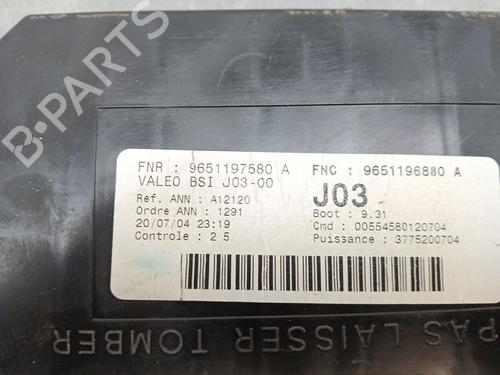 FNR : 9651197580 A
FNC : 9651196880 A
VALEO BSI J03-00
J03
Ref. ANN : A12120
Boot : 9.31
Ordre ANN : 1291
Cmd : 00554580120704
20/07/04 23:19
Puissance : 3775200704
Controle : 2 5
PAS LAISSER TOMBER
B-PARTS